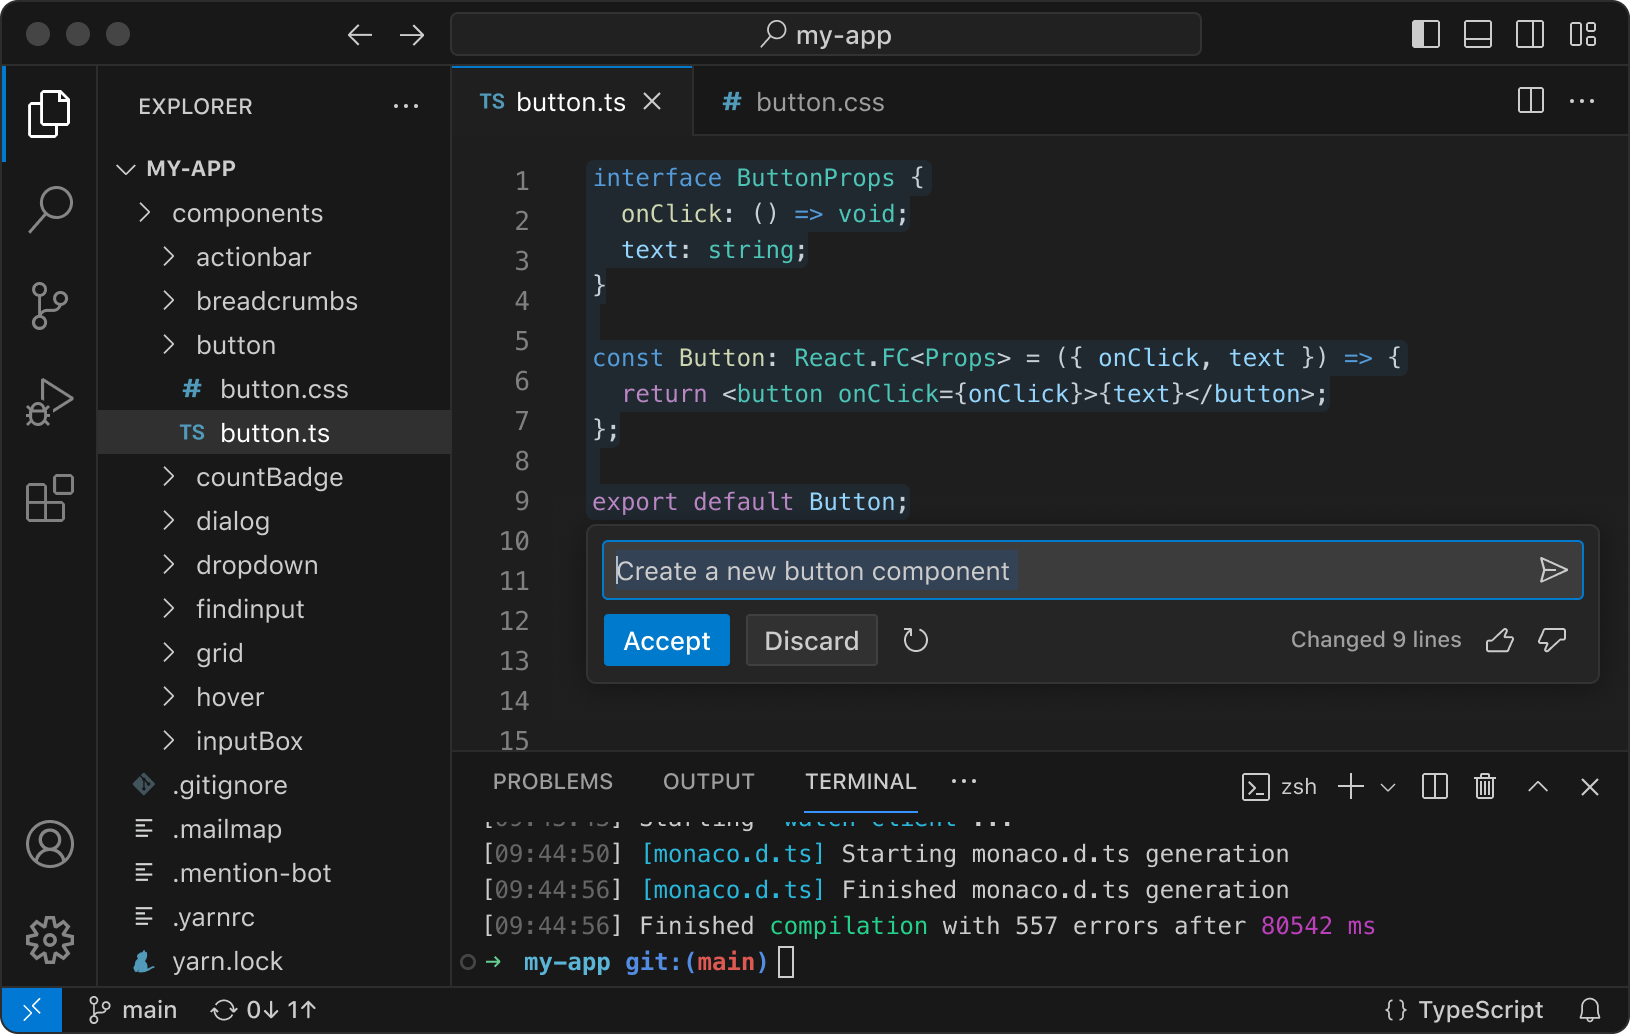 my-app
EXPLORER
MY-APP
components
actionbar
breadcrumbs
button
# button.css
TS button.ts
countBadge
dialog
dropdown
findinput
grid
hover
inputBox
.gitignore
.mailmap
.mention-bot
.yarnrc
yarn.lock
TS button.ts
# button.css
1
2
3
4
5
6
7
8
9
10
11
12
13
14
15
interface ButtonProps {
onClick: () => void;
text: string;
}
const Button: React.FC<Props> = ({ onClick, text }) => {
return <button onClick={onClick}>{text}</button>;
};
export default Button;
Create a new button component
Accept Discard Changed 9 lines
PROBLEMS OUTPUT TERMINAL ··· zsh
Starting watch-client ...
[09:44:50] [monaco.d.ts] Starting monaco.d.ts generation
[09:44:56] [monaco.d.ts] Finished monaco.d.ts generation
[09:44:56] Finished compilation with 557 errors after 80542 ms
→ my-app git:(main)
main 0↓ 1↑ {} TypeScript